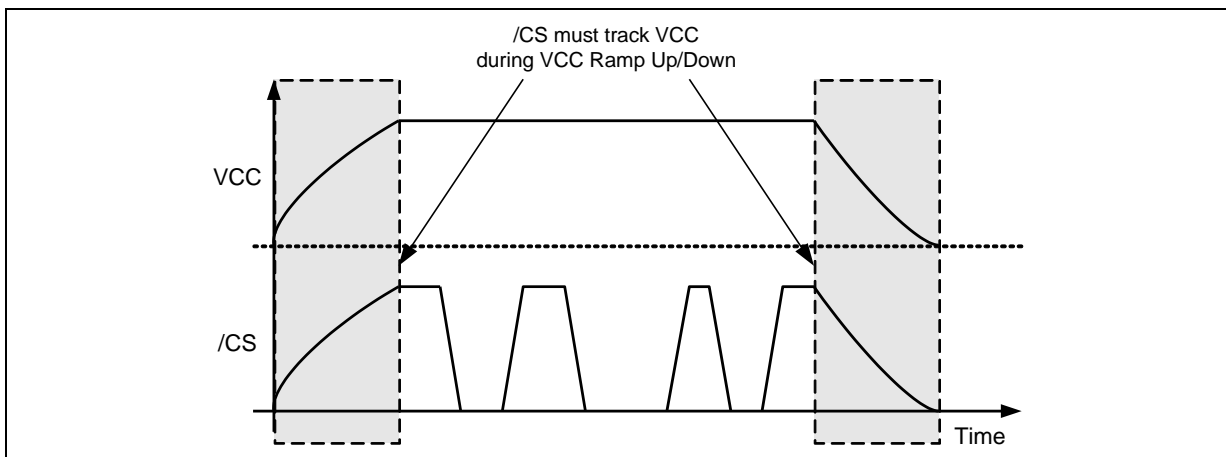 /CS must track VCC
during VCC Ramp Up/Down
VCC
/CS
Time